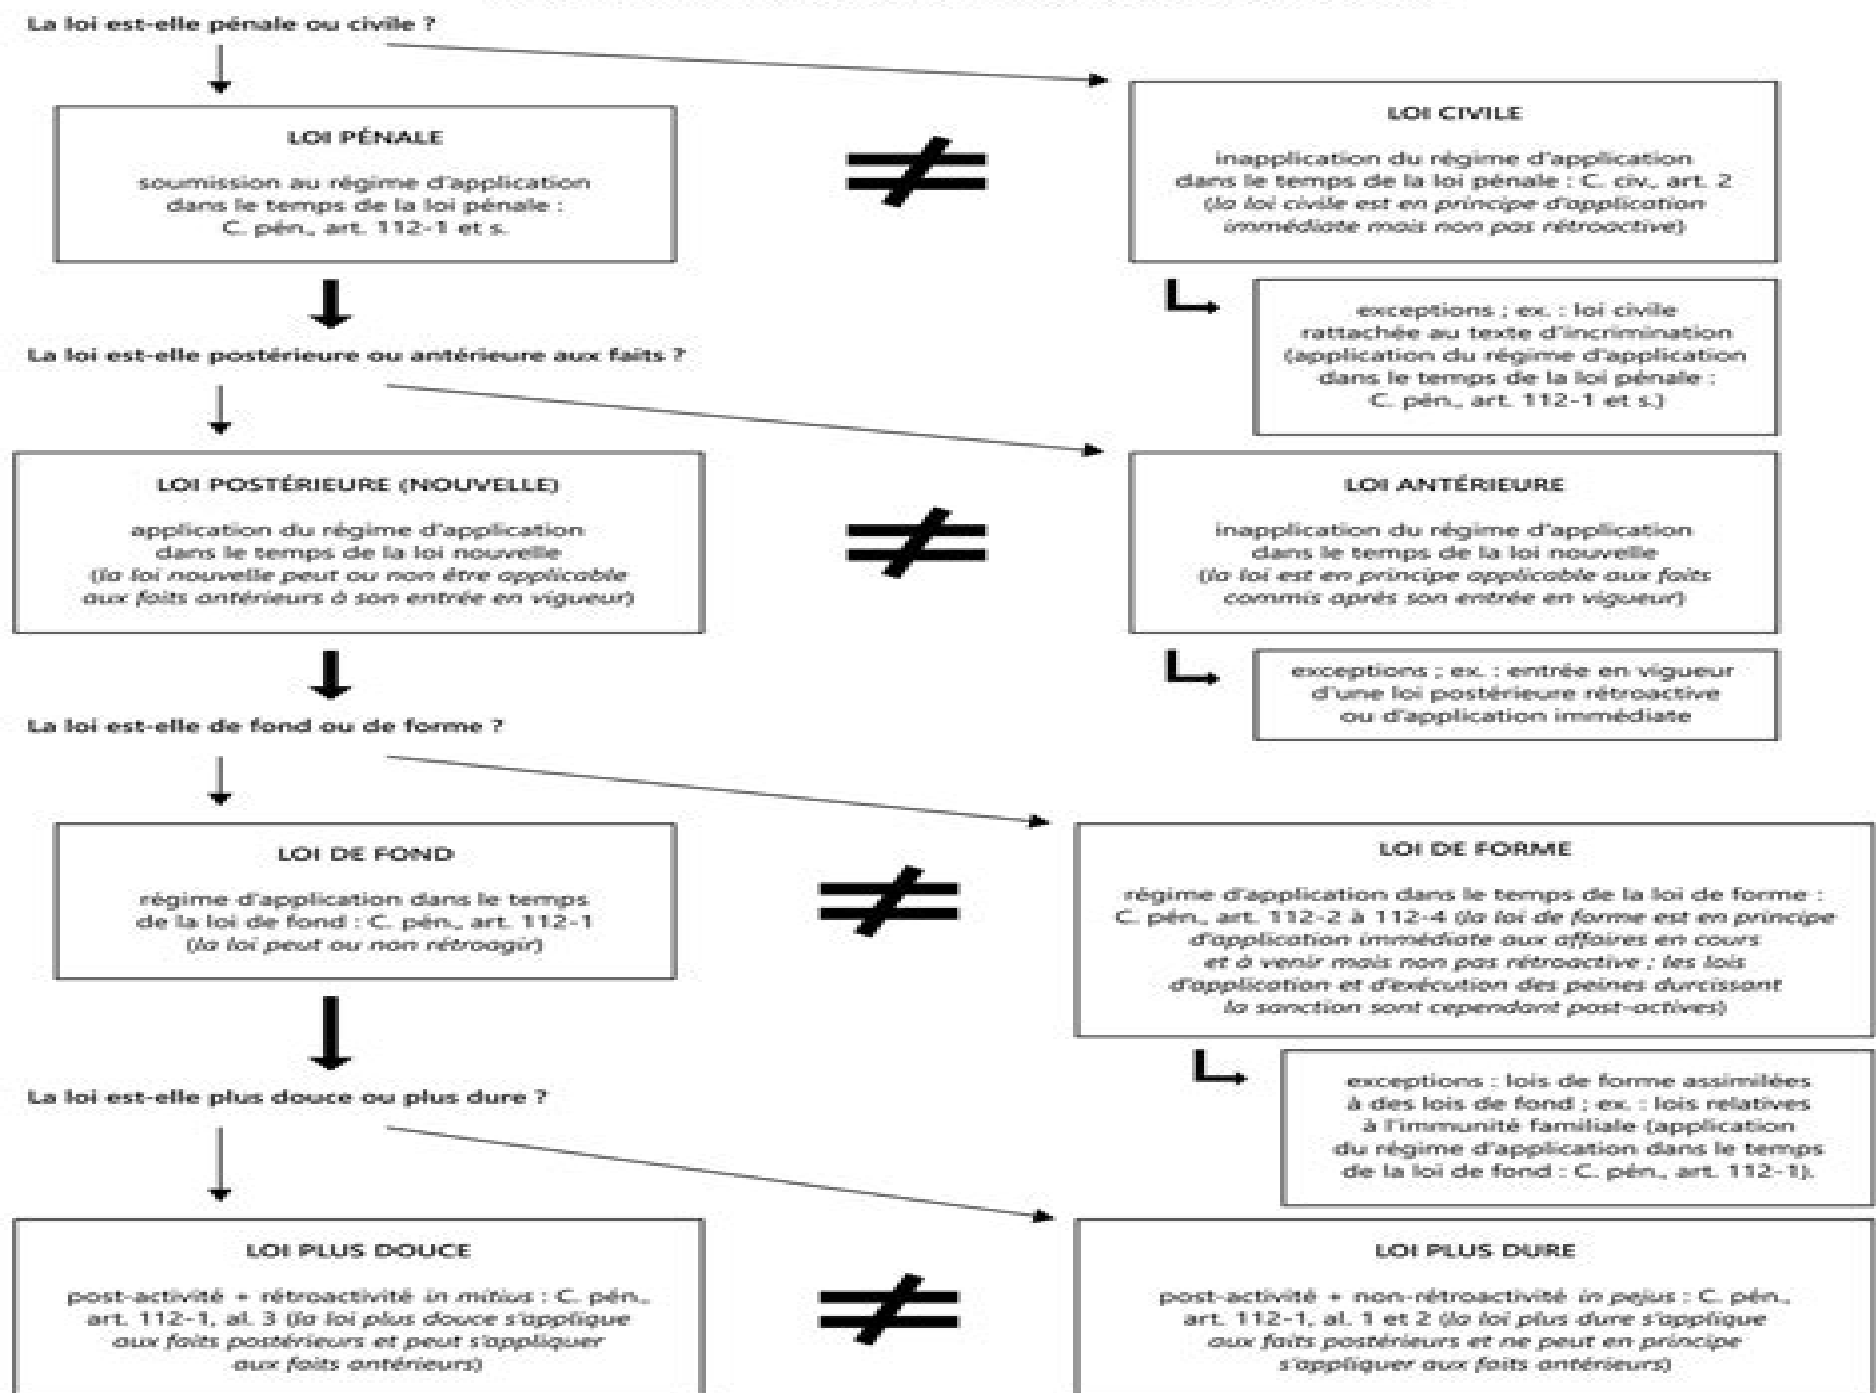 La loi est-elle pénale ou civile ?
LOI PÉNALE
soumission au régime d'application
dans le temps de la loi pénale :
C. pén., art. 112-1 et s.
LOI CIVILE
inapplication du régime d'application
dans le temps de la loi pénale : C. civ., art. 2
(la loi civile est en principe d'application
immédiate mais non pas rétroactive)
exceptions ; ex. : loi civile
rattachée au texte d'incrimination
(application du régime d'application
dans le temps de la loi pénale :
C. pén., art. 112-1 et s.)
La loi est-elle postérieure ou antérieure aux faits ?
LOI POSTÉRIEURE (NOUVELLE)
application du régime d'application
dans le temps de la loi nouvelle
(la loi nouvelle peut ou non être applicable
aux faits antérieurs à son entrée en vigueur)
LOI ANTÉRIEURE
inapplication du régime d'application
dans le temps de la loi nouvelle
(la loi est en principe applicable aux faits
commis après son entrée en vigueur)
exceptions ; ex. : entrée en vigueur
d'une loi postérieure rétroactive
ou d'application immédiate
La loi est-elle de fond ou de forme ?
LOI DE FOND
régime d'application dans le temps
de la loi de fond : C. pén., art. 112-1
(la loi peut ou non rétroagir)
LOI DE FORME
régime d'application dans le temps de la loi de forme :
C. pén., art. 112-2 à 112-4 (la loi de forme est en principe
d'application immédiate aux affaires en cours
et à venir mais non pas rétroactive ; les lois
d'application et d'exécution des peines durcissant
la sanction sont cependant post-actives)
exceptions : lois de forme assimilées
à des lois de fond ; ex. : lois relatives
à l'immunité familiale (application
du régime d'application dans le temps
de la loi de fond : C. pén., art. 112-1).
La loi est-elle plus douce ou plus dure ?
LOI PLUS DOUCE
post-activité + rétroactivité in mitius : C. pén.,
art. 112-1, al. 3 (la loi plus douce s'applique
aux faits postérieurs et peut s'appliquer
aux faits antérieurs)
LOI PLUS DURE
post-activité + non-rétroactivité in pejus : C. pén.,
art. 112-1, al. 1 et 2 (la loi plus dure s'applique
aux faits postérieurs et ne peut en principe
s'appliquer aux faits antérieurs)